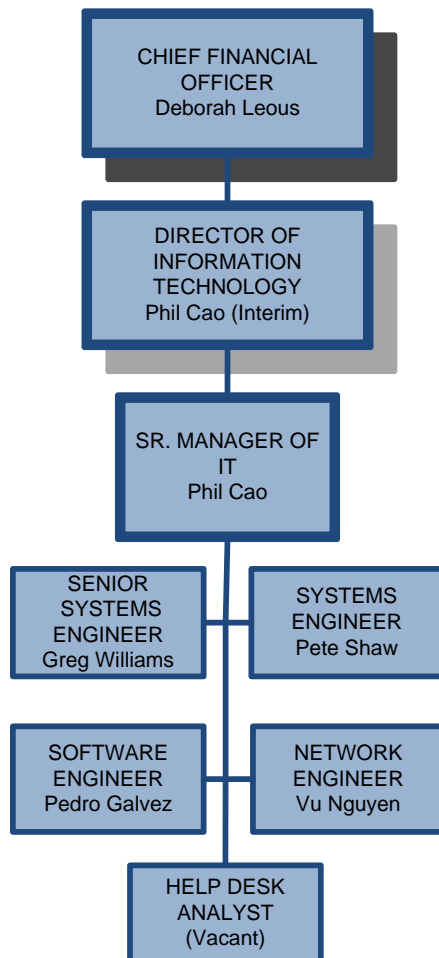 CHIEF FINANCIAL
OFFICER
Deborah Leous
DIRECTOR OF
INFORMATION
TECHNOLOGY
Phil Cao (Interim)
SR. MANAGER OF
IT
Phil Cao
SENIOR
SYSTEMS
ENGINEER
Greg Williams
SYSTEMS
ENGINEER
Pete Shaw
SOFTWARE
ENGINEER
Pedro Galvez
NETWORK
ENGINEER
Vu Nguyen
HELP DESK
ANALYST
(Vacant)